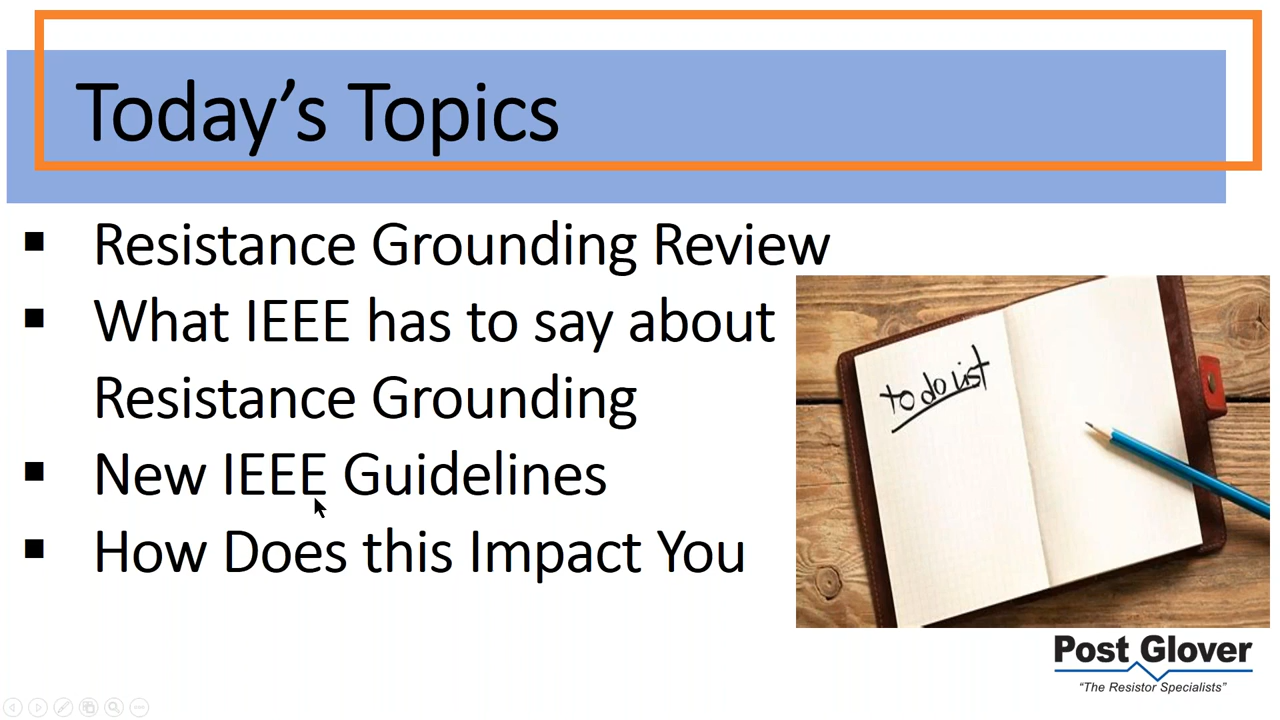 Today’s Topics
Resistance Grounding Review
What IEEE has to say about
Resistance Grounding
New IEEE Guidelines
How Does this Impact You
to do list
Post Glover
“The Resistor Specialists”